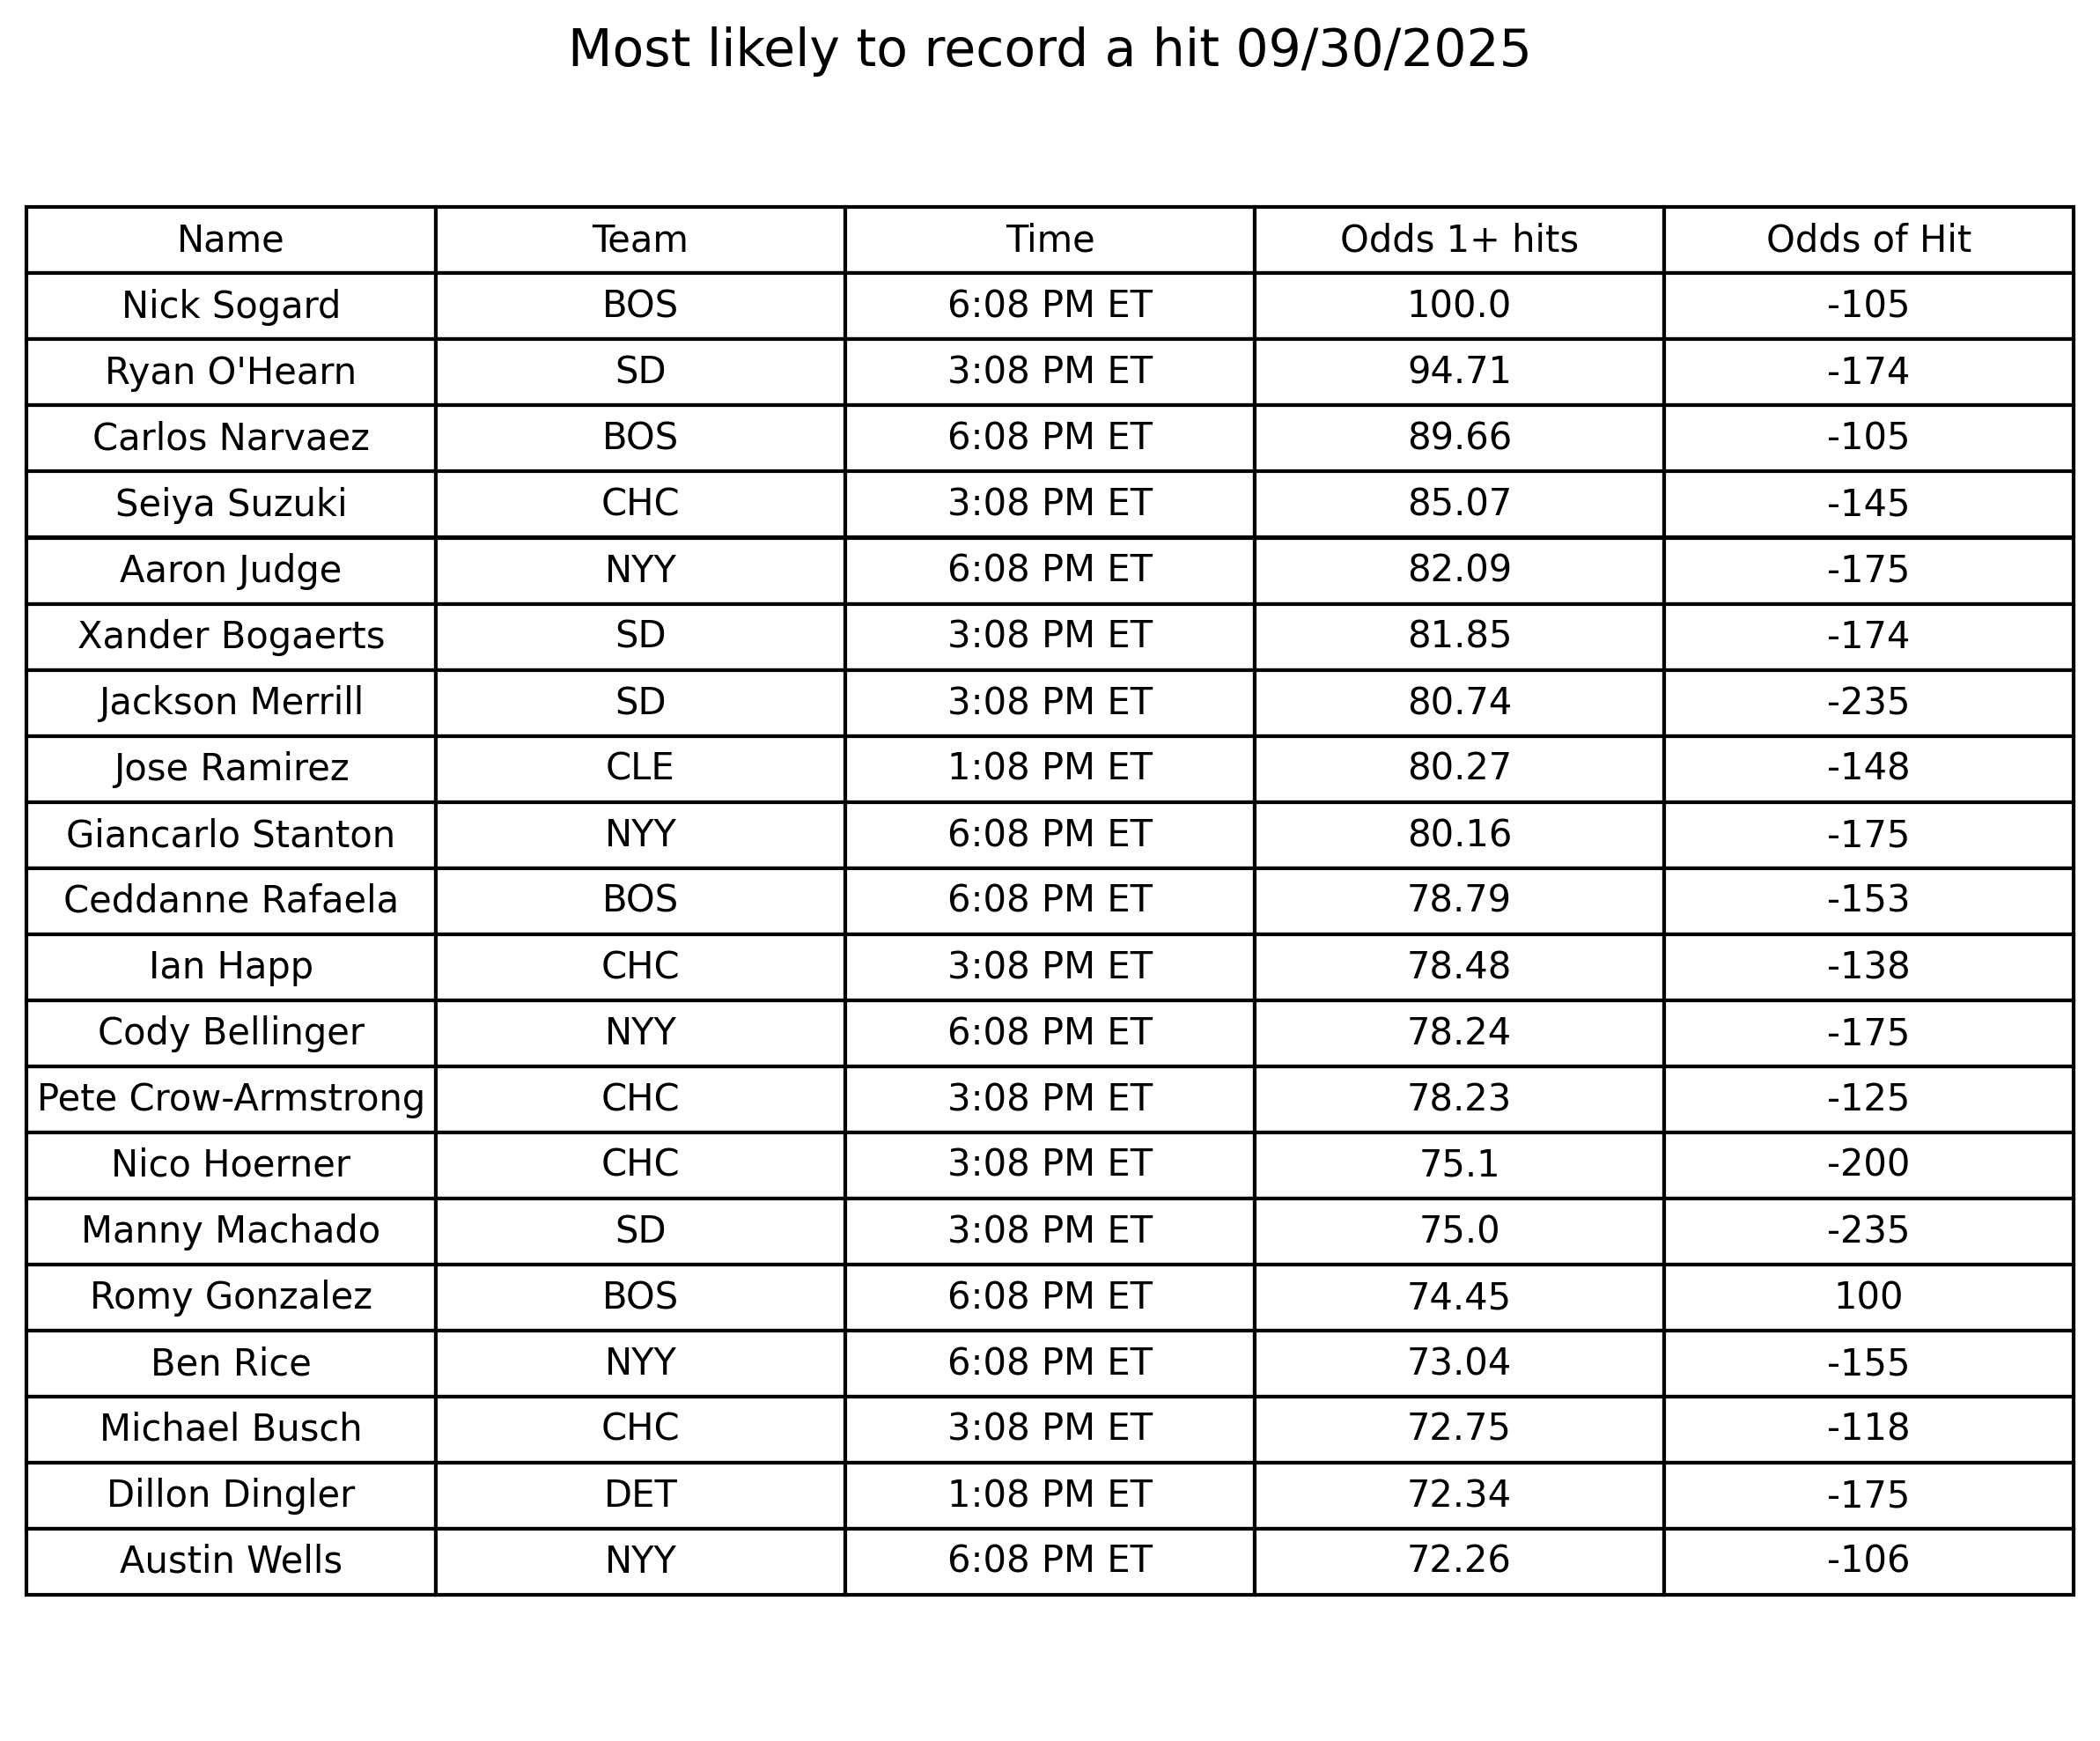 Most likely to record a hit 09/30/2025
Name Team Time Odds 1+ hits Odds of Hit
Nick Sogard BOS 6:08 PM ET 100.0 -105
Ryan O'Hearn SD 3:08 PM ET 94.71 -174
Carlos Narvaez BOS 6:08 PM ET 89.66 -105
Seiya Suzuki CHC 3:08 PM ET 85.07 -145
Aaron Judge NYY 6:08 PM ET 82.09 -175
Xander Bogaerts SD 3:08 PM ET 81.85 -174
Jackson Merrill SD 3:08 PM ET 80.74 -235
Jose Ramirez CLE 1:08 PM ET 80.27 -148
Giancarlo Stanton NYY 6:08 PM ET 80.16 -175
Ceddanne Rafaela BOS 6:08 PM ET 78.79 -153
Ian Happ CHC 3:08 PM ET 78.48 -138
Cody Bellinger NYY 6:08 PM ET 78.24 -175
Pete Crow-Armstrong CHC 3:08 PM ET 78.23 -125
Nico Hoerner CHC 3:08 PM ET 75.1 -200
Manny Machado SD 3:08 PM ET 75.0 -235
Romy Gonzalez BOS 6:08 PM ET 74.45 100
Ben Rice NYY 6:08 PM ET 73.04 -155
Michael Busch CHC 3:08 PM ET 72.75 -118
Dillon Dingler DET 1:08 PM ET 72.34 -175
Austin Wells NYY 6:08 PM ET 72.26 -106